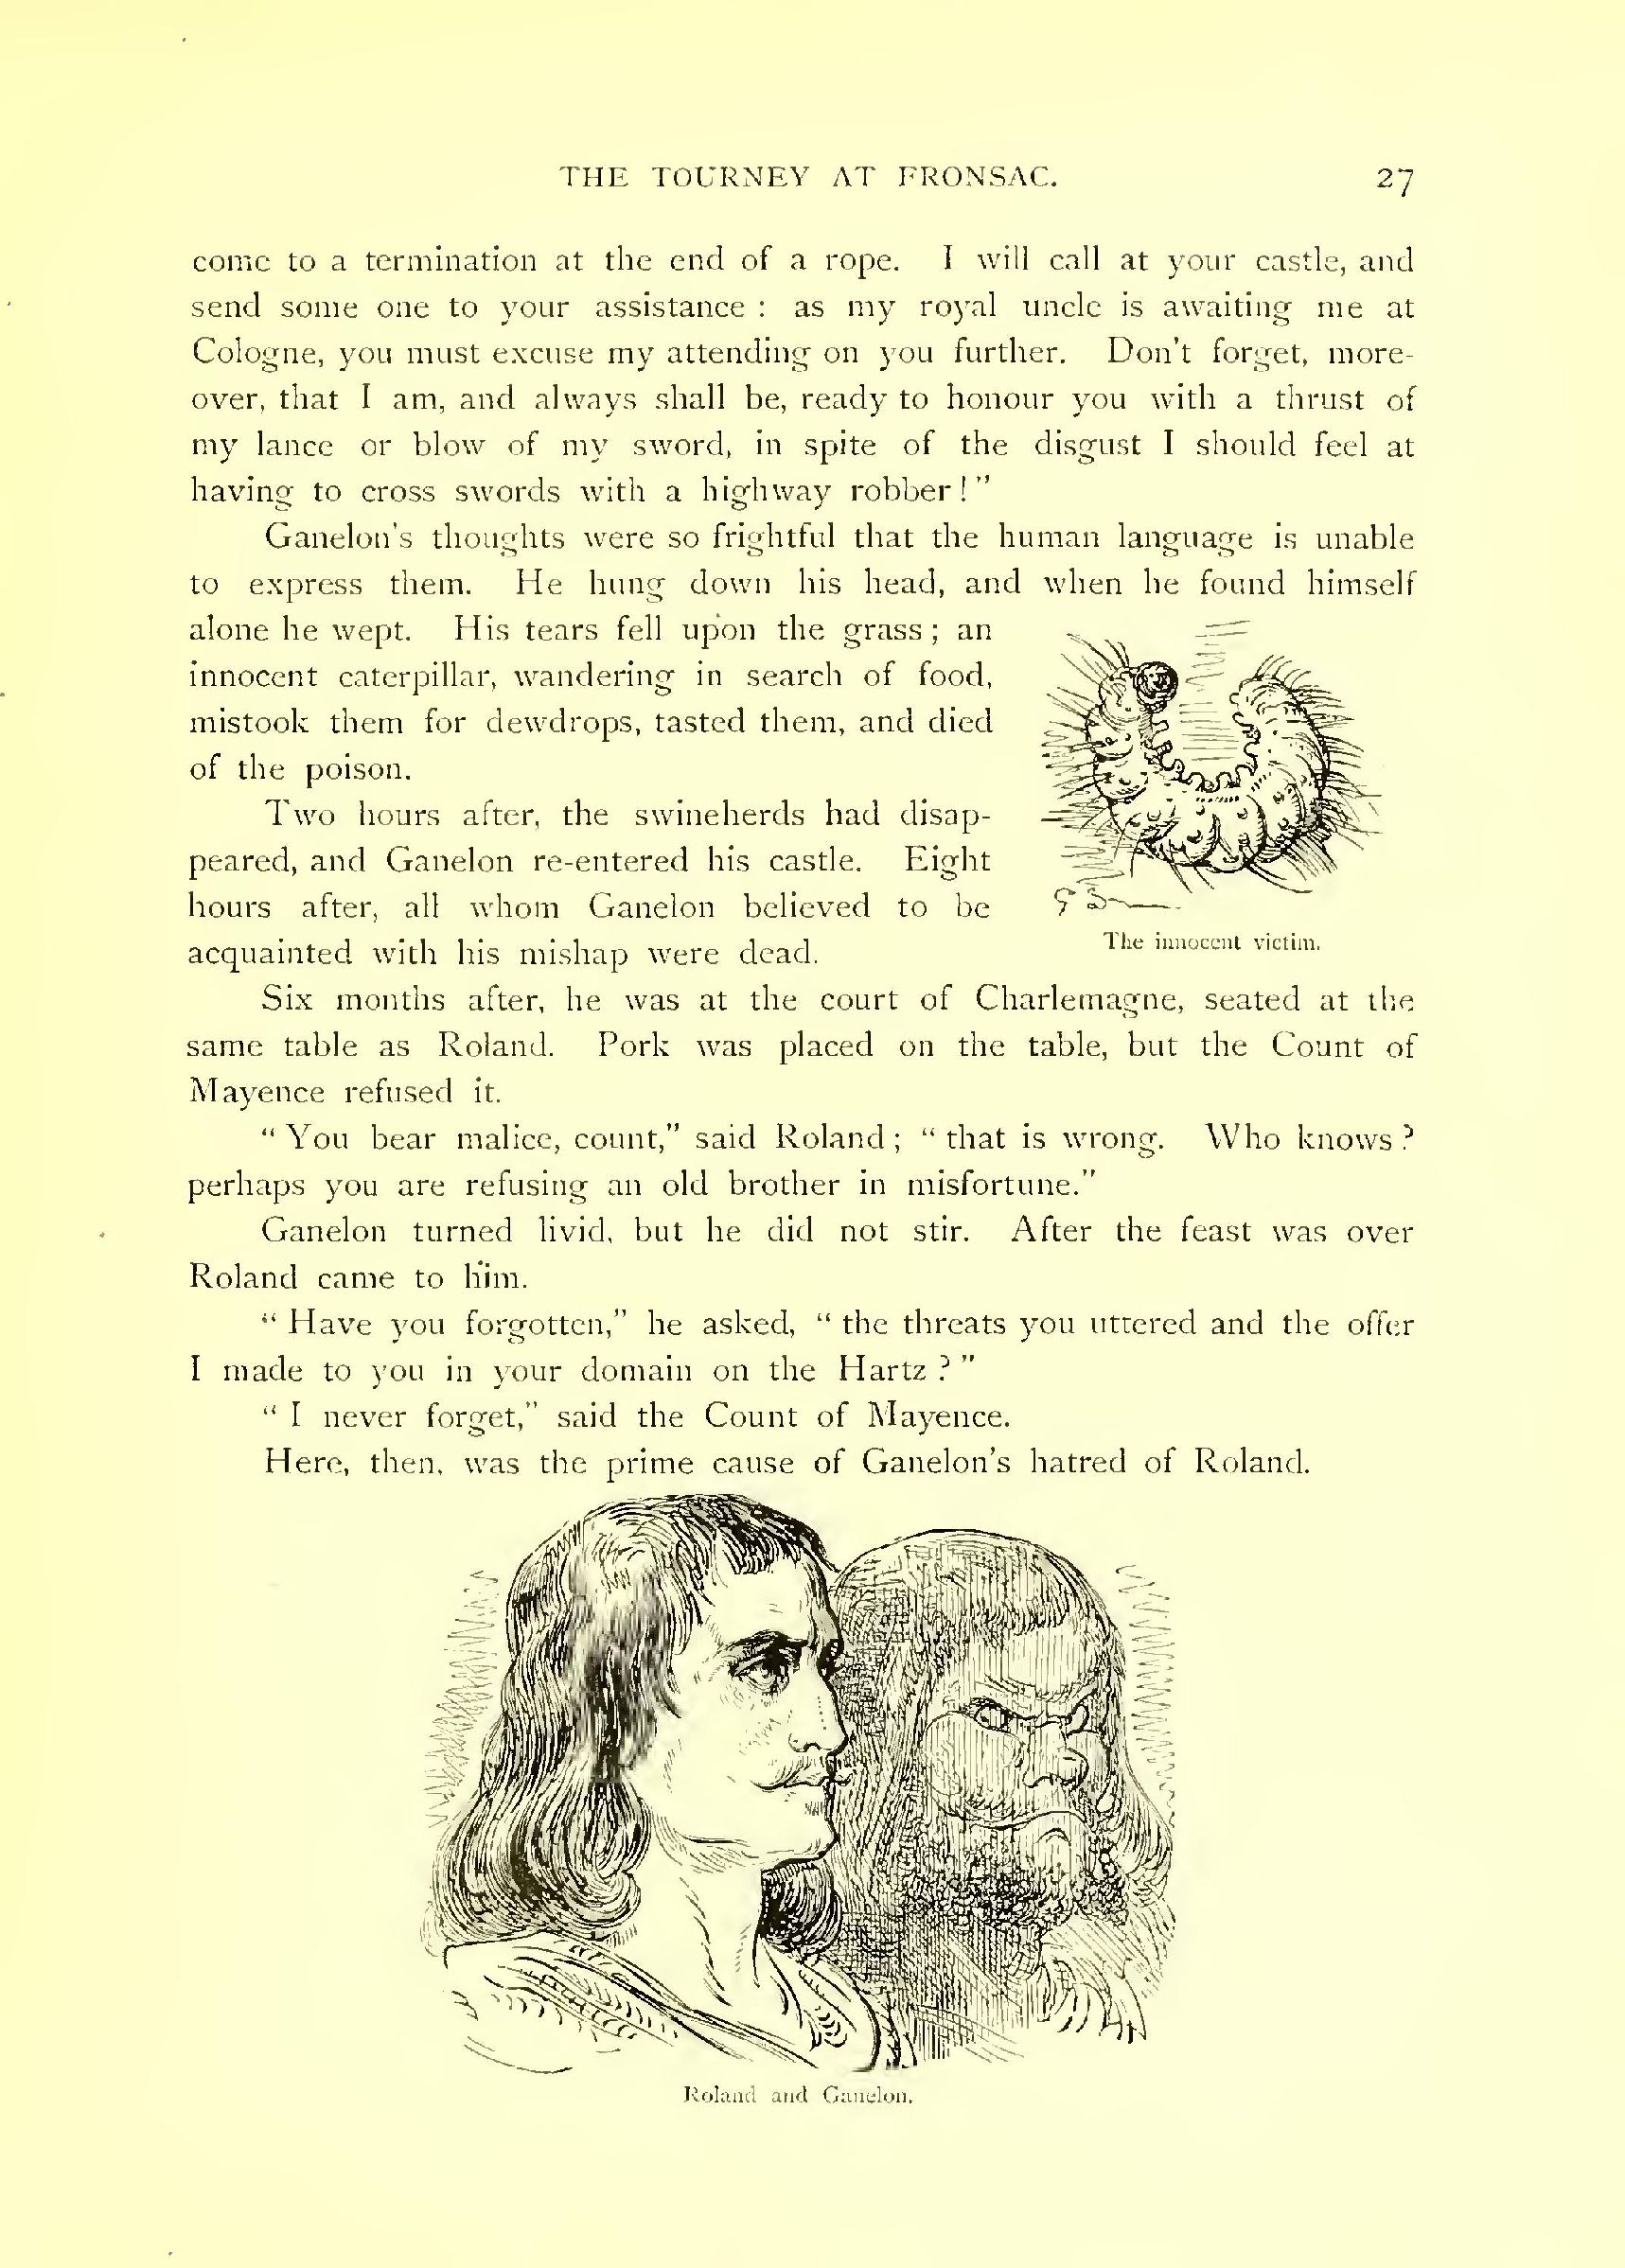 THE TOURNEY AT FRONSAC. 27
come to a termination at the end of a rope. I will call at your castle, and
send some one to your assistance : as my royal uncle is awaiting me at
Cologne, you must excuse my attending on you further. Don't forget, more-
over, that I am, and always shall be, ready to honour you with a thrust of
my lance or blow of my sword, in spite of the disgust I should feel at
having to cross swords with a highway robber!"
Ganelon's thoughts were so frightful that the human language is unable
to express them. He hung down his head, and when he found himself
alone he wept. His tears fell upon the grass; an
innocent caterpillar, wandering in search of food,
mistook them for dewdrops, tasted them, and died
of the poison.
Two hours after, the swineherds had disap-
peared, and Ganelon re-entered his castle. Eight
hours after, all whom Ganelon believed to be
acquainted with his mishap were dead.
The innocent victim.
Six months after, he was at the court of Charlemagne, seated at the
same table as Roland. Pork was placed on the table, but the Count of
Mayence refused it.
"You bear malice, count," said Roland; "that is wrong. Who knows?
perhaps you are refusing an old brother in misfortune."
Ganelon turned livid, but he did not stir. After the feast was over
Roland came to him.
"Have you forgotten," he asked, "the threats you uttered and the offer
I made to you in your domain on the Hartz?"
"I never forget," said the Count of Mayence.
Here, then, was the prime cause of Ganelon's hatred of Roland.
Roland and Ganelon.